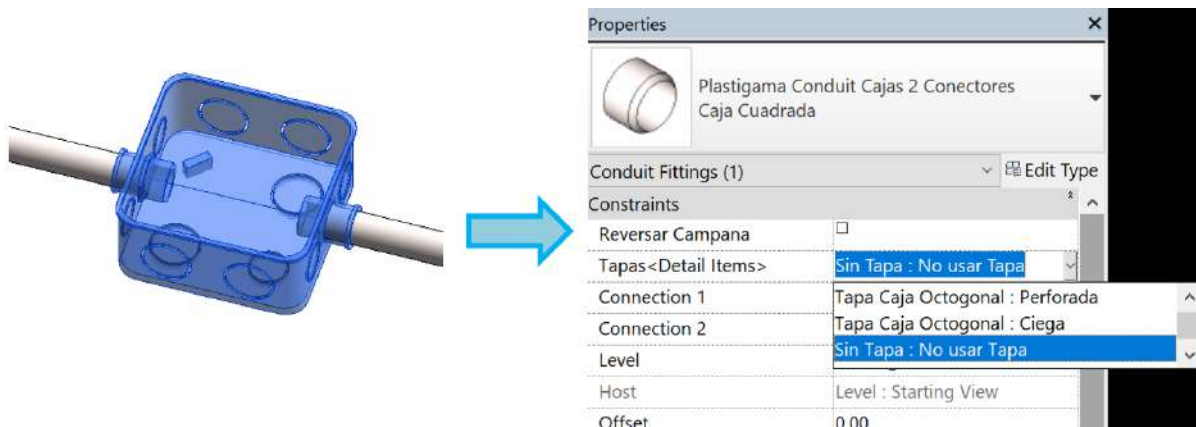 Properties
Plastigama Conduit Cajas 2 Conectores
Caja Cuadrada
Conduit Fittings (1)
Edit Type
Constraints
Reversar Campana
Tapas<Detail Items>
Sin Tapa : No usar Tapa
Connection 1
Tapa Caja Octogonal : Perforada
Connection 2
Tapa Caja Octogonal : Ciega
Sin Tapa : No usar Tapa
Level
Host
Level : Starting View
Offset
0.00